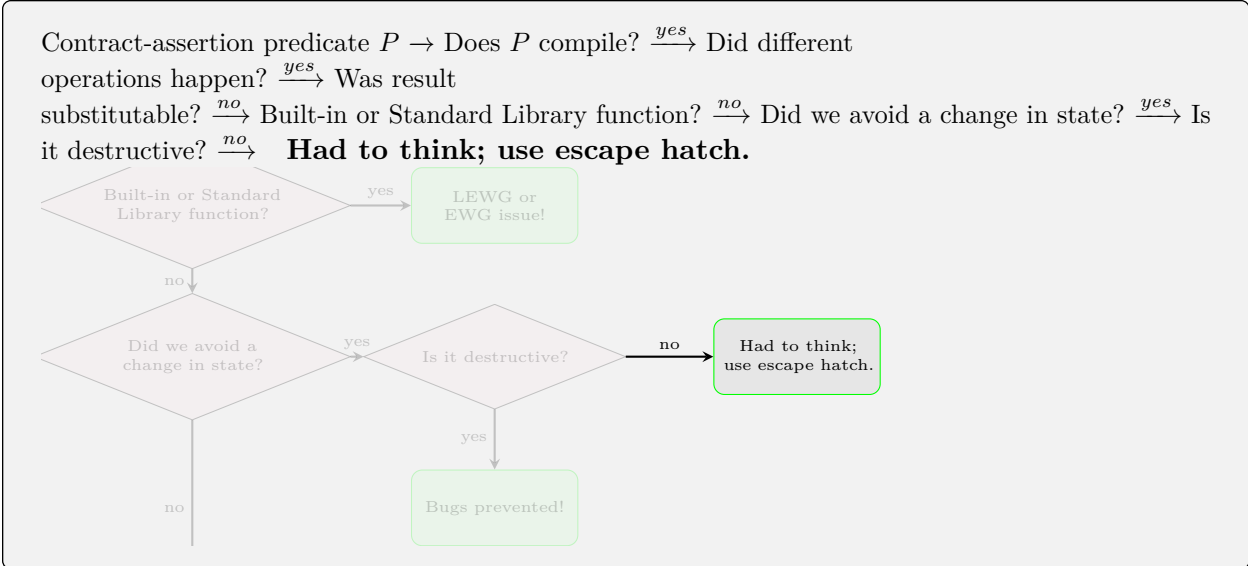 Contract-assertion predicate P → Does P compile? yes→ Did different
operations happen? yes→ Was result
substitutable? no→ Built-in or Standard Library function? no→ Did we avoid a change in state? yes→ Is
it destructive? no→ Had to think; use escape hatch.
Built-in or Standard
Library function?
yes
LEWG or
EWG issue!
no
Did we avoid a
change in state?
yes
Is it destructive?
no
Had to think;
use escape hatch.
yes
no
Bugs prevented!